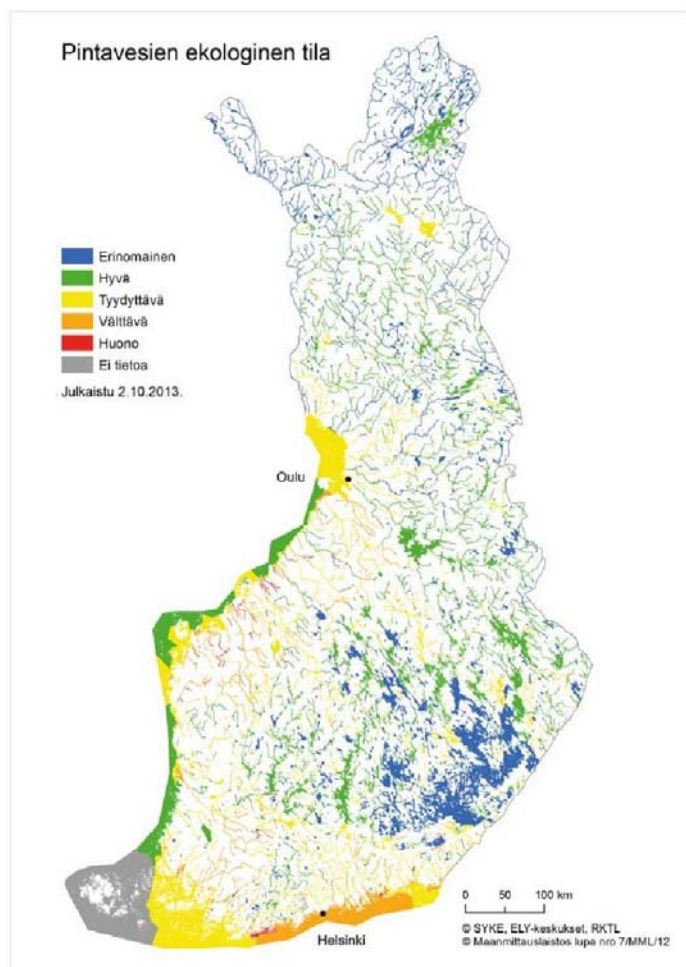 Pintavesien ekologinen tila
Erinomainen
Hyvä
Tyydyttävä
Välttävä
Huono
Ei tietoa
Julkaistu 2.10.2013.
Oulu
Helsinki
0 50 100 km
© SYKE, ELY-keskukset, RKTL
© Maanmittauslaitos lupa nro 7/MML/12